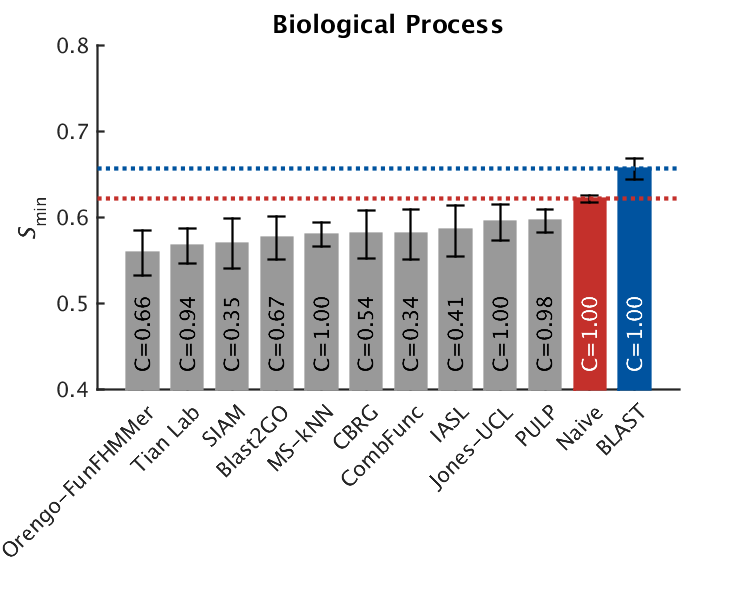 Biological Process
0.8
0.7
0.6
0.5
0.4
Smin
C=0.66
C=0.94
C=0.35
C=0.67
C=1.00
C=0.54
C=0.34
C=0.41
C=1.00
C=0.98
C=1.00
C=1.00
Orengo-FunFHMMer
Tian Lab
SIAM
Blast2GO
MS-kNN
CBRG
CombFunc
IASL
Jones-UCL
PULP
Naive
BLAST